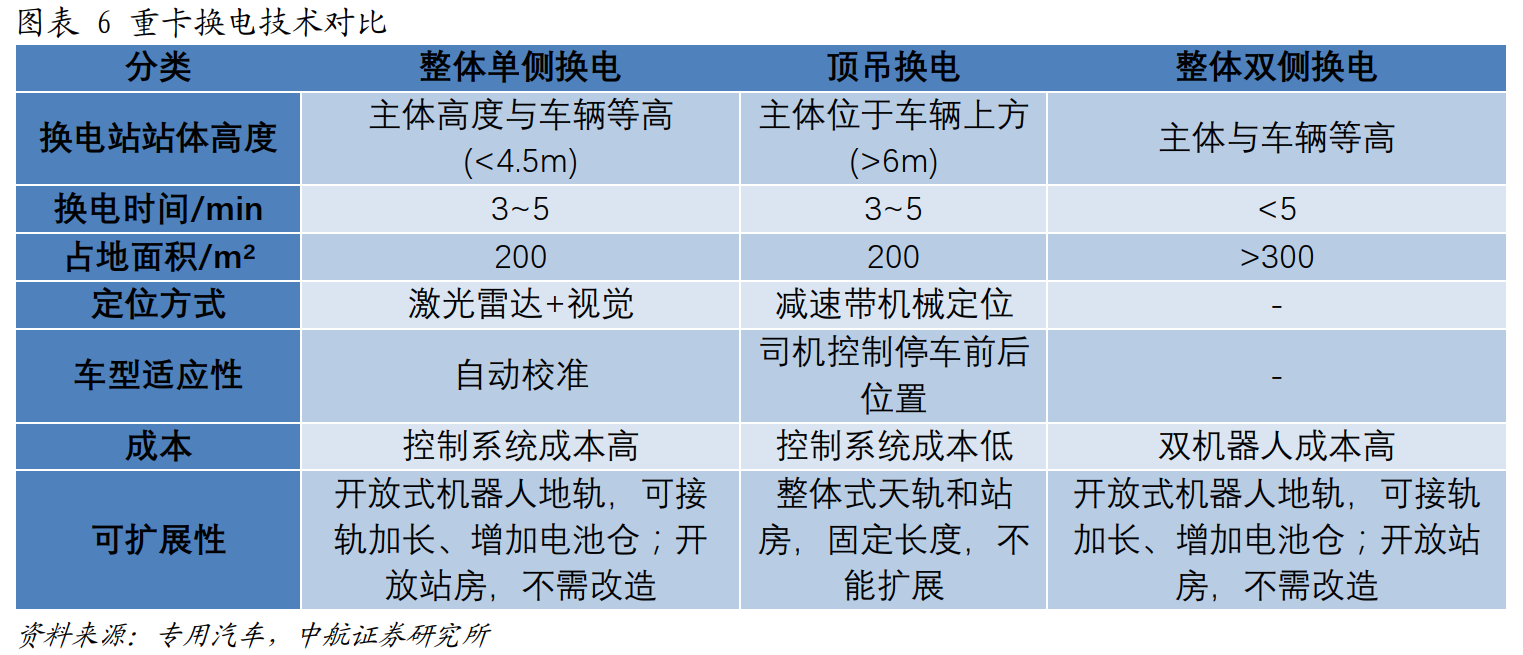 图表 6 重卡换电技术对比
分类 整体单侧换电 顶吊换电 整体双侧换电
换电站站体高度
主体高度与车辆等高
(<4.5m)
主体位于车辆上方
(>6m)
主体与车辆等高
换电时间/min 3~5 3~5 <5
占地面积/m² 200 200 >300
定位方式 激光雷达+视觉 减速带机械定位 -
车型适应性
自动校准
司机控制停车前后
位置
-
成本 控制系统成本高 控制系统成本低 双机器人成本高
可扩展性
开放式机器人地轨，可接
轨加长、增加电池仓；开
放站房，不需改造
整体式天轨和站
房，固定长度，不
能扩展
开放式机器人地轨，可接轨
加长、增加电池仓；开放站
房，不需改造
资料来源：专用汽车，中航证券研究所